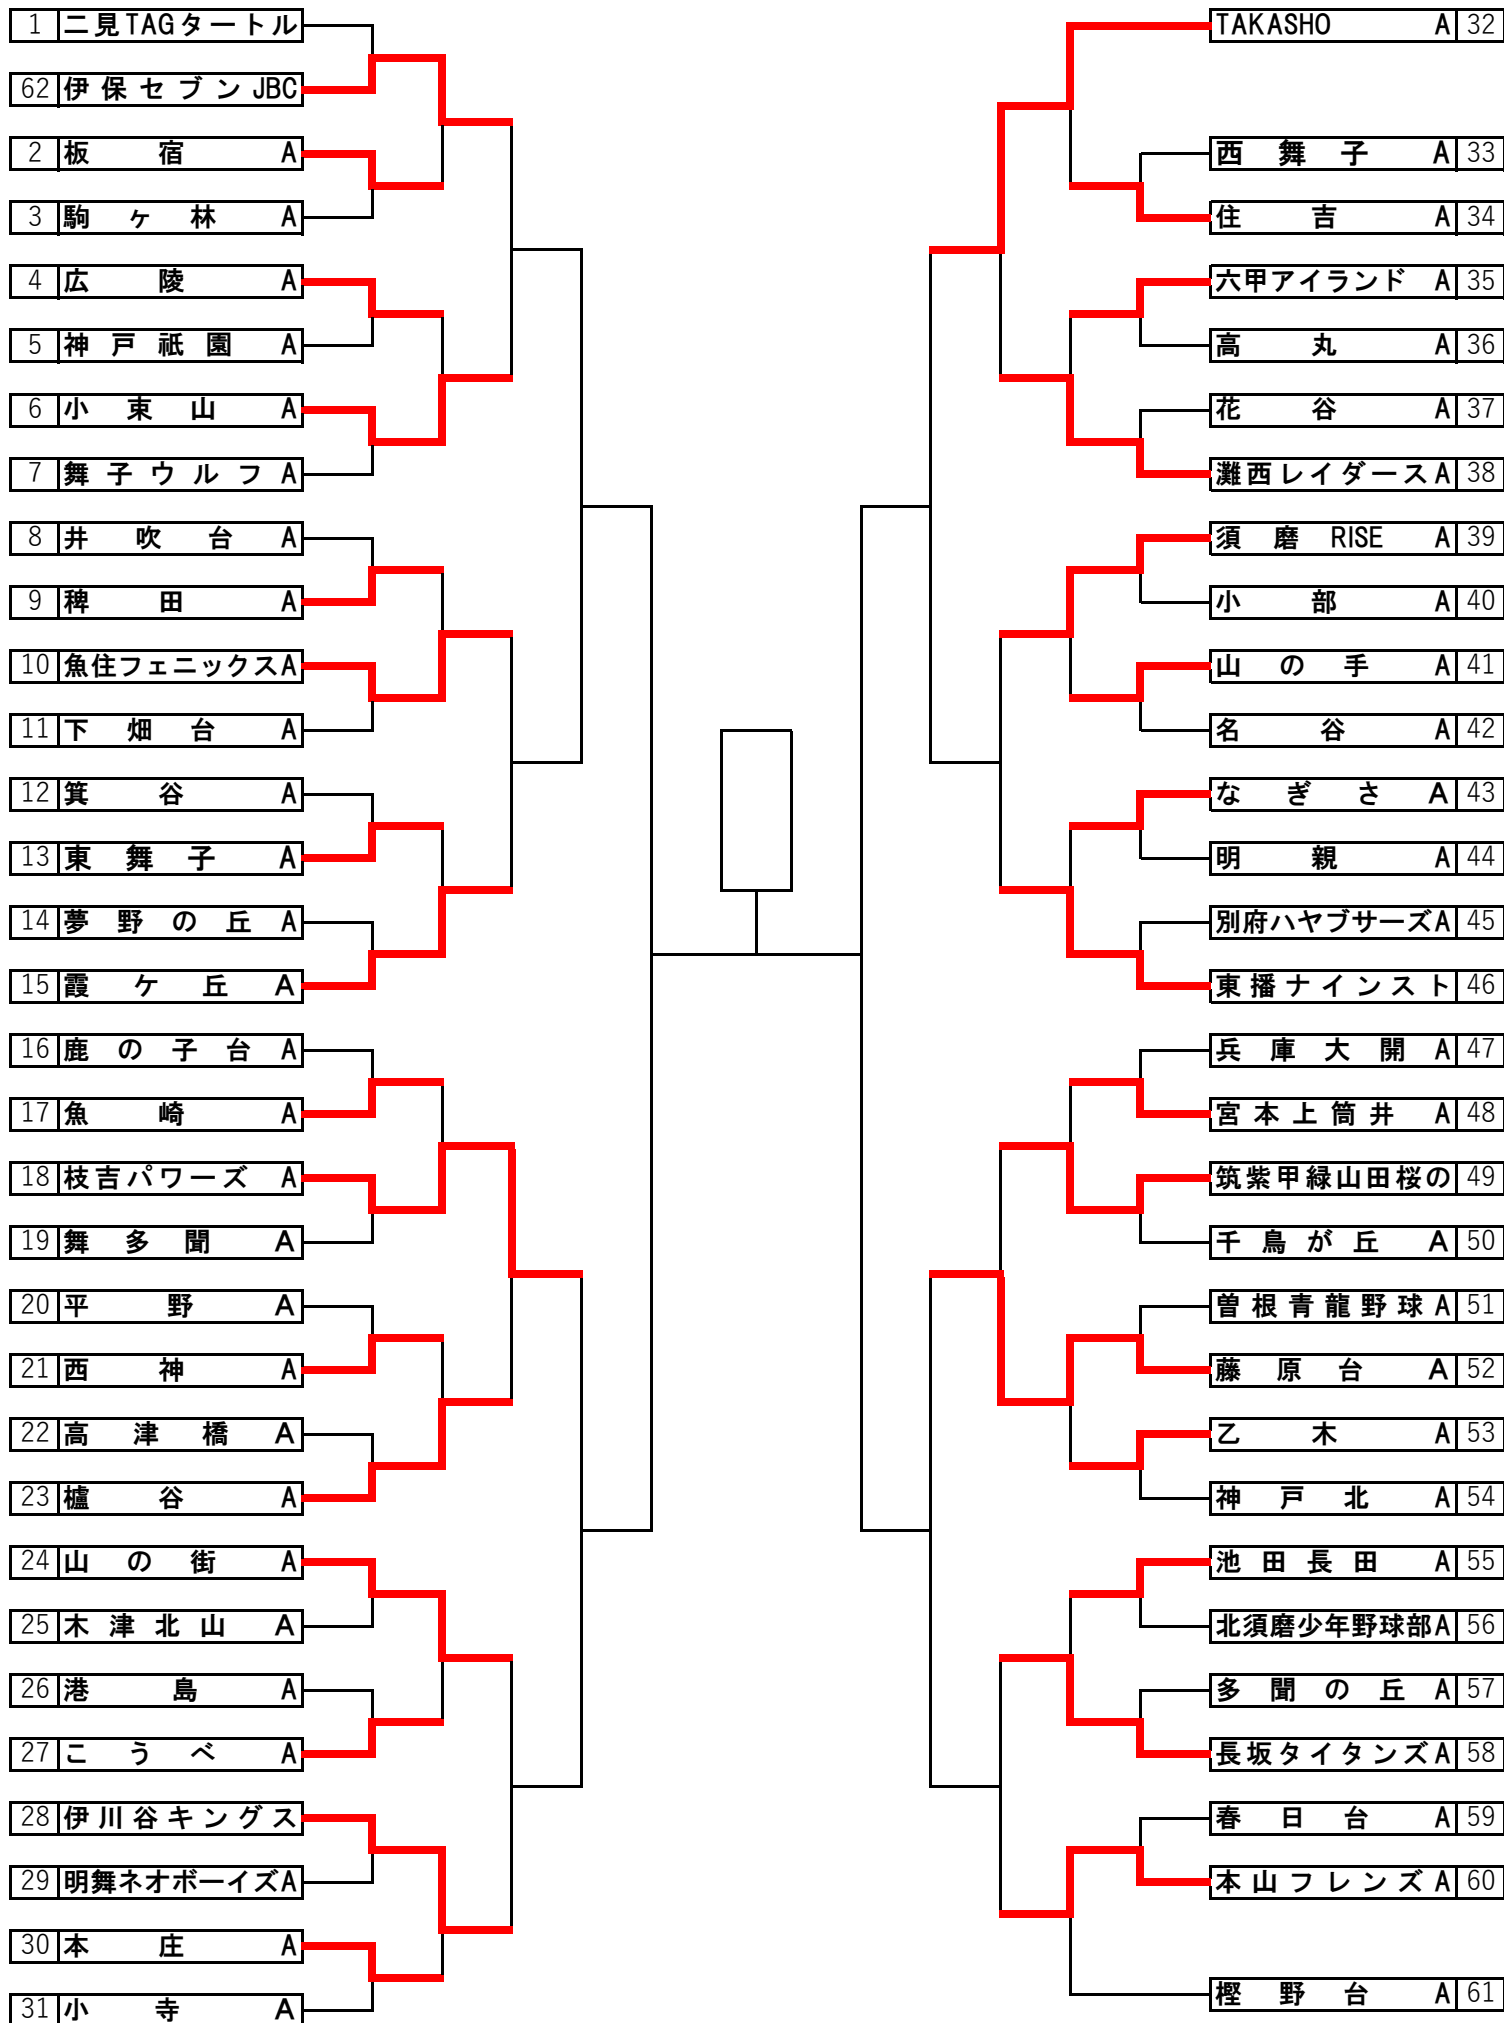 1 二見TAGタートル
62 伊保セブンJBC
2 板宿 A
3 駒ヶ林 A
4 広陵 A
5 神戸祇園 A
6 小束山 A
7 舞子ウルフ A
8 井吹台 A
9 稗田 A
10 魚住フェニックスA
11 下畑台 A
12 箕谷 A
13 東舞子 A
14 夢野の丘 A
15 霞ケ丘 A
16 鹿の子台 A
17 魚崎 A
18 枝吉パワーズ A
19 舞多聞 A
20 平野 A
21 西神 A
22 高津橋 A
23 櫨谷 A
24 山の街 A
25 木津北山 A
26 港島 A
27 こうべ A
28 伊川谷キングス
29 明舞ネオボーイズA
30 本庄 A
31 小寺 A
TAKASHO A 32
西舞子 A 33
住吉 A 34
六甲アイランド A 35
高丸 A 36
花谷 A 37
灘西レイダースA 38
須磨RISE A 39
小部 A 40
山の手 A 41
名谷 A 42
なぎさ A 43
明親 A 44
別府ハヤブサーズA 45
東播ナインスト 46
兵庫大開 A 47
宮本上筒井 A 48
筑紫甲緑山田桜の 49
千鳥が丘 A 50
曽根青龍野球A 51
藤原台 A 52
乙木 A 53
神戸北 A 54
池田長田 A 55
北須磨少年野球部A 56
多聞の丘 A 57
長坂タイタンズA 58
春日台 A 59
本山フレンズA 60
樫野台 A 61